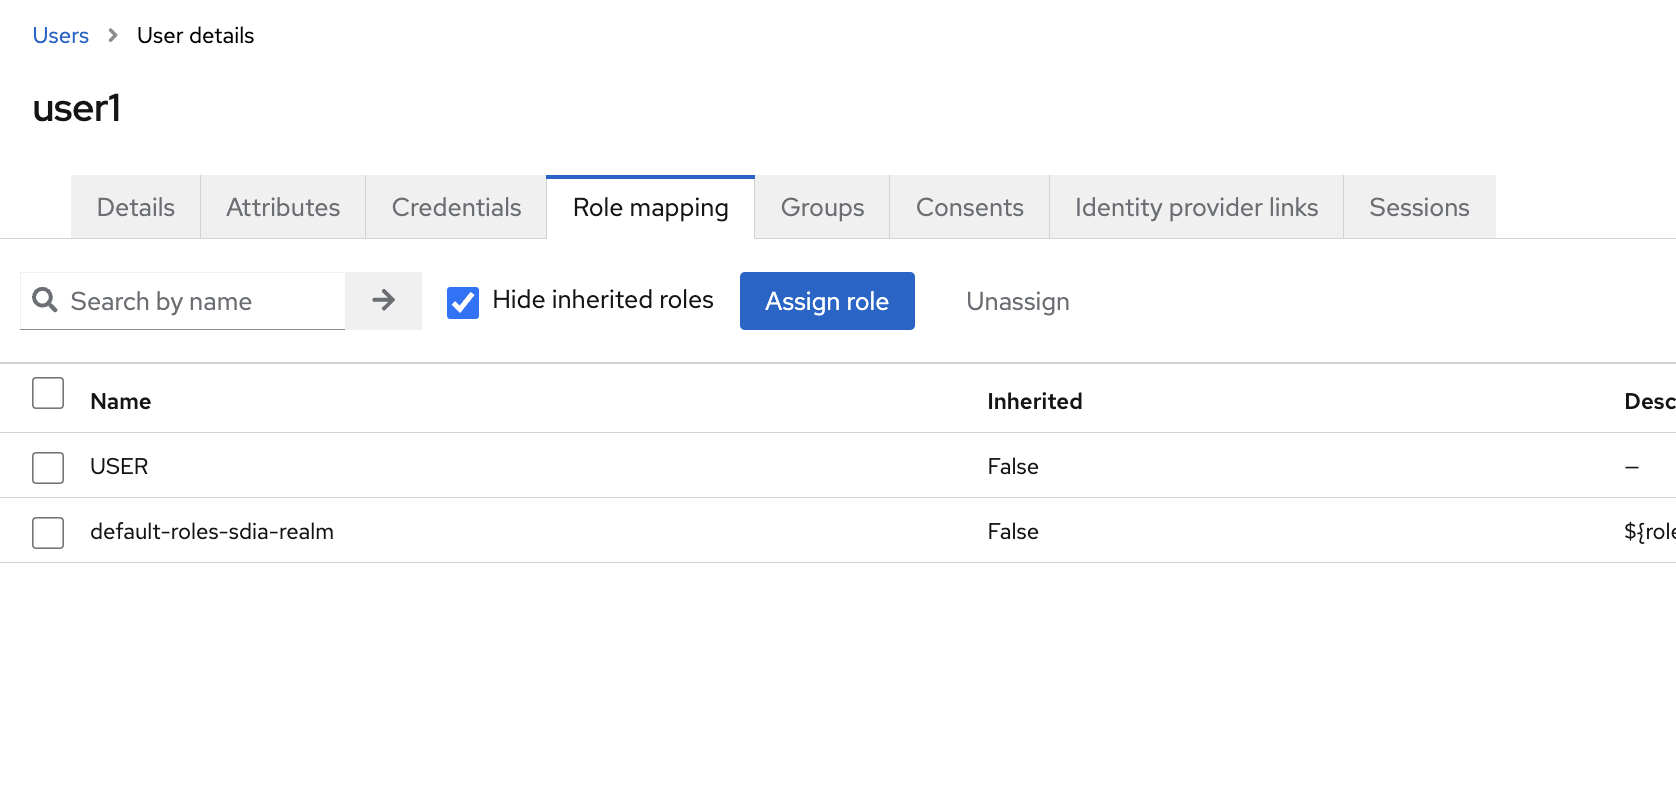 Users > User details
user1
Details Attributes Credentials Role mapping Groups Consents Identity provider links Sessions
Search by name Hide inherited roles Assign role Unassign
Name Inherited Desc
USER False –
default-roles-sdia-realm False ${role